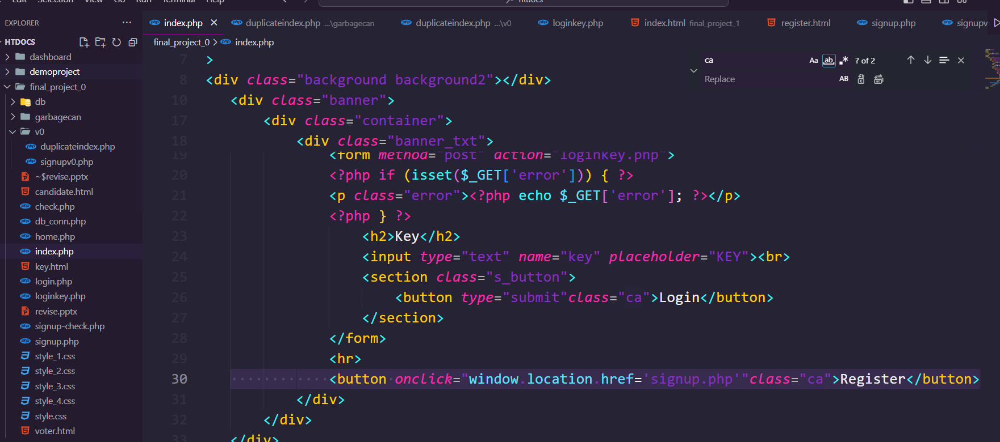 Edit Selection View Go Run Terminal Help htdocs
EXPLORER ···
HTDOCS
dashboard
demoproject
final_project_0
db
garbagecan
v0
duplicateindex.php
signupv0.php
~$revise.pptx
candidate.html
check.php
db_conn.php
home.php
index.php
key.html
login.php
loginkey.php
revise.pptx
signup-check.php
signup.php
style_1.css
style_2.css
style_3.css
style_4.css
style.css
voter.html
index.php duplicateindex.php ...\garbagecan duplicateindex.php ...\v0 loginkey.php index.html final_project_1 register.html signup.php signupv
final_project_0 > index.php
ca Aa ab .* ? of 2
Replace AB
7 >
8 <div class="background background2"></div>
10 <div class="banner">
17 <div class="container">
18 <div class="banner_txt">
19 <form method="post" action="loginkey.php">
20 <?php if (isset($_GET['error'])) { ?>
21 <p class="error"><?php echo $_GET['error']; ?></p>
22 <?php } ?>
23 <h2>Key</h2>
24 <input type="text" name="key" placeholder="KEY"><br>
25 <section class="s_button">
26 <button type="submit"class="ca">Login</button>
27 </section>
28 </form>
29 <hr>
30 <button onclick="window.location.href='signup.php'"class="ca">Register</button>
31 </div>
32 </div>
33 </div>